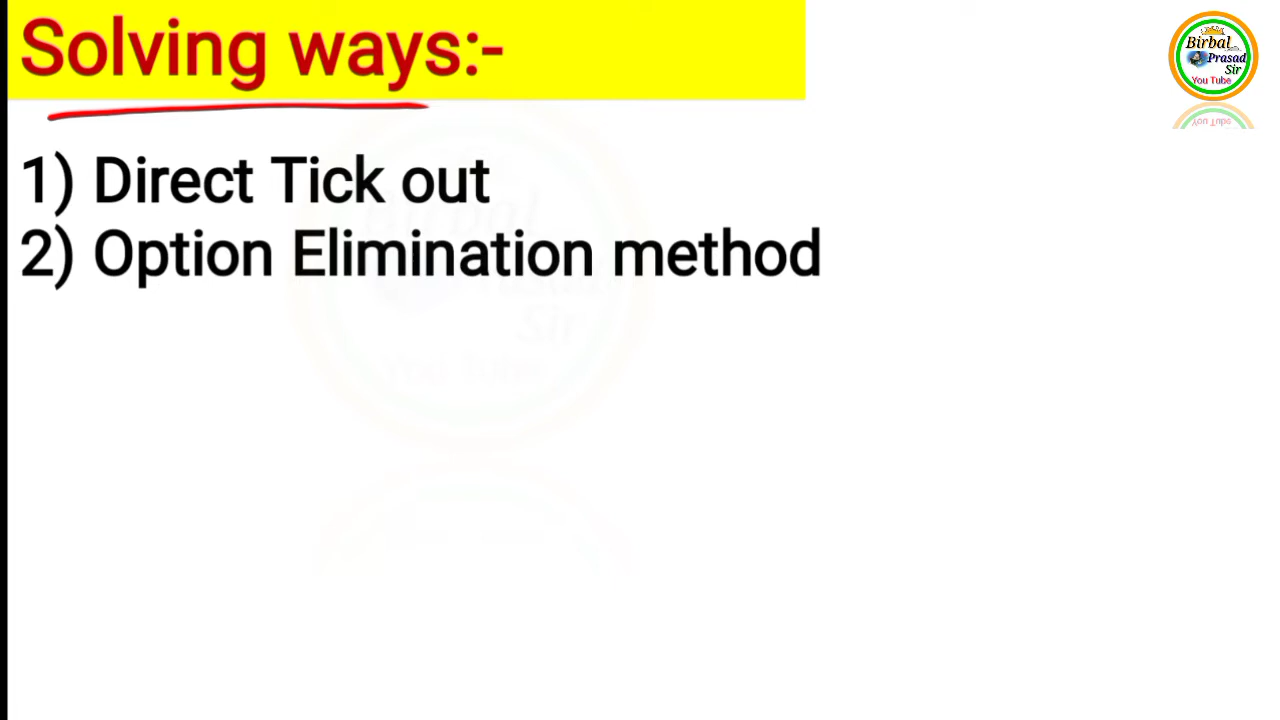 Solving ways:-
Birbal
Prasad
Sir
You Tube
1) Direct Tick out
2) Option Elimination method